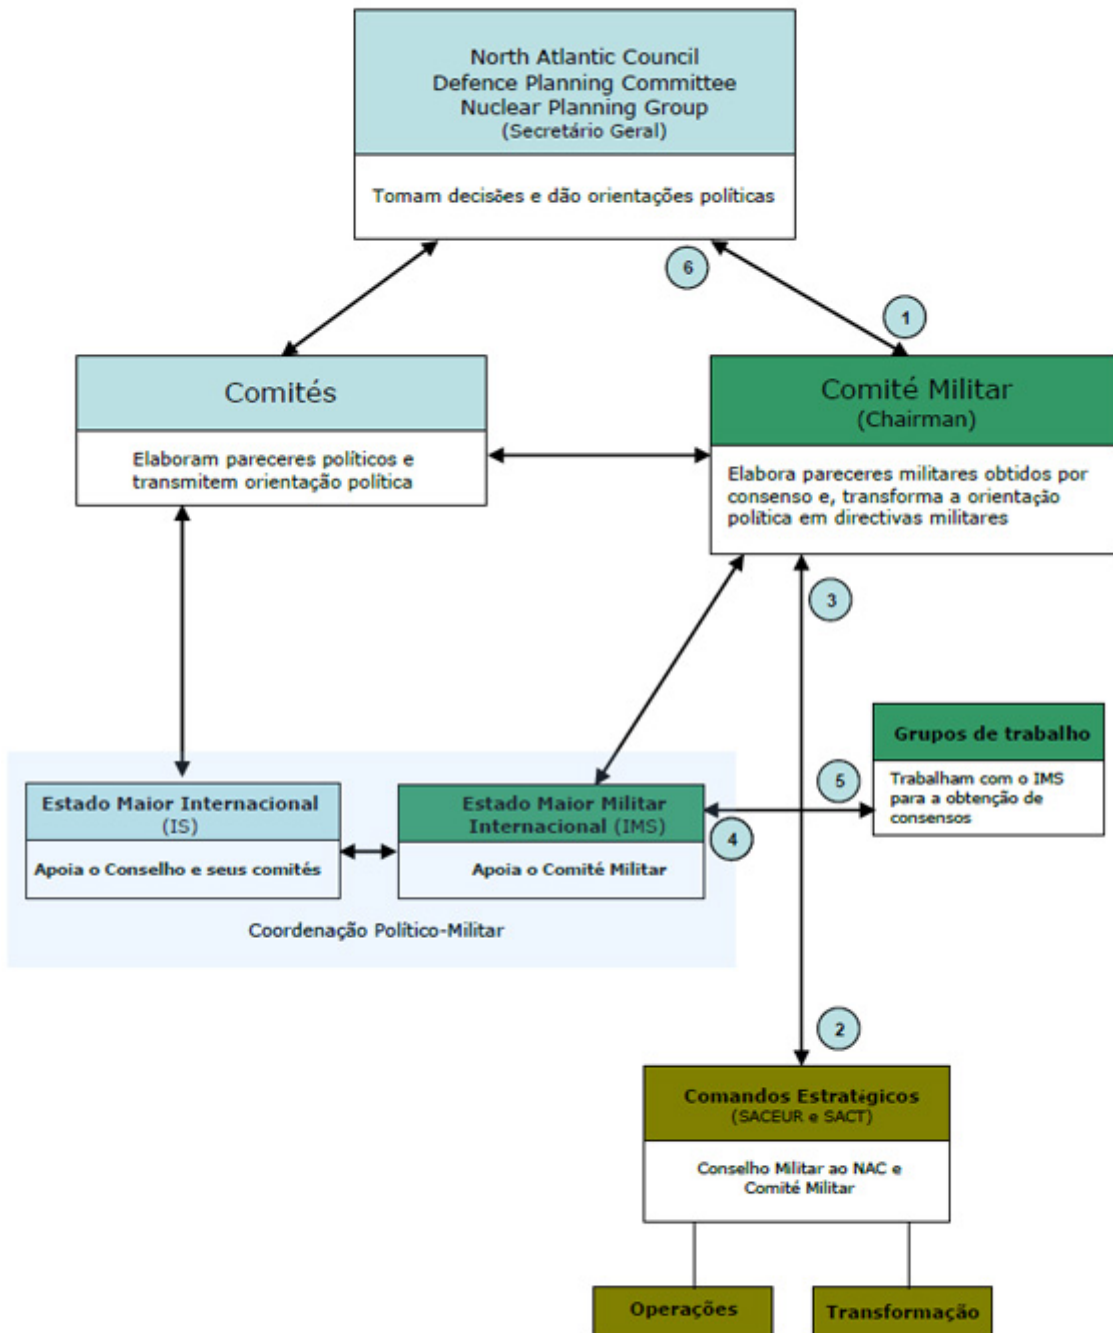 North Atlantic Council
Defence Planning Committee
Nuclear Planning Group
(Secretário Geral)
Tomam decisões e dão orientações políticas
6
1
Comités
Elaboram pareceres políticos e
transmitem orientação política
Comité Militar
(Chairman)
Elabora pareceres militares obtidos por
consenso e, transforma a orientação
política em directivas militares
3
Grupos de trabalho
Trabalham com o IMS
para a obtenção de
consensos
5
Estado Maior Internacional
(IS)
Apoia o Conselho e seus comités
Estado Maior Militar
Internacional (IMS)
Apoia o Comité Militar
4
Coordenação Político-Militar
2
Comandos Estratégicos
(SACEUR e SACT)
Conselho Militar ao NAC e
Comité Militar
Operações
Transformação